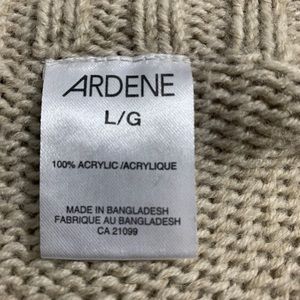 ARDENE
L/G
100% ACRYLIC /ACRYLIQUE
MADE IN BANGLADESH
FABRIQUE AU BANGLADESH
CA 21099